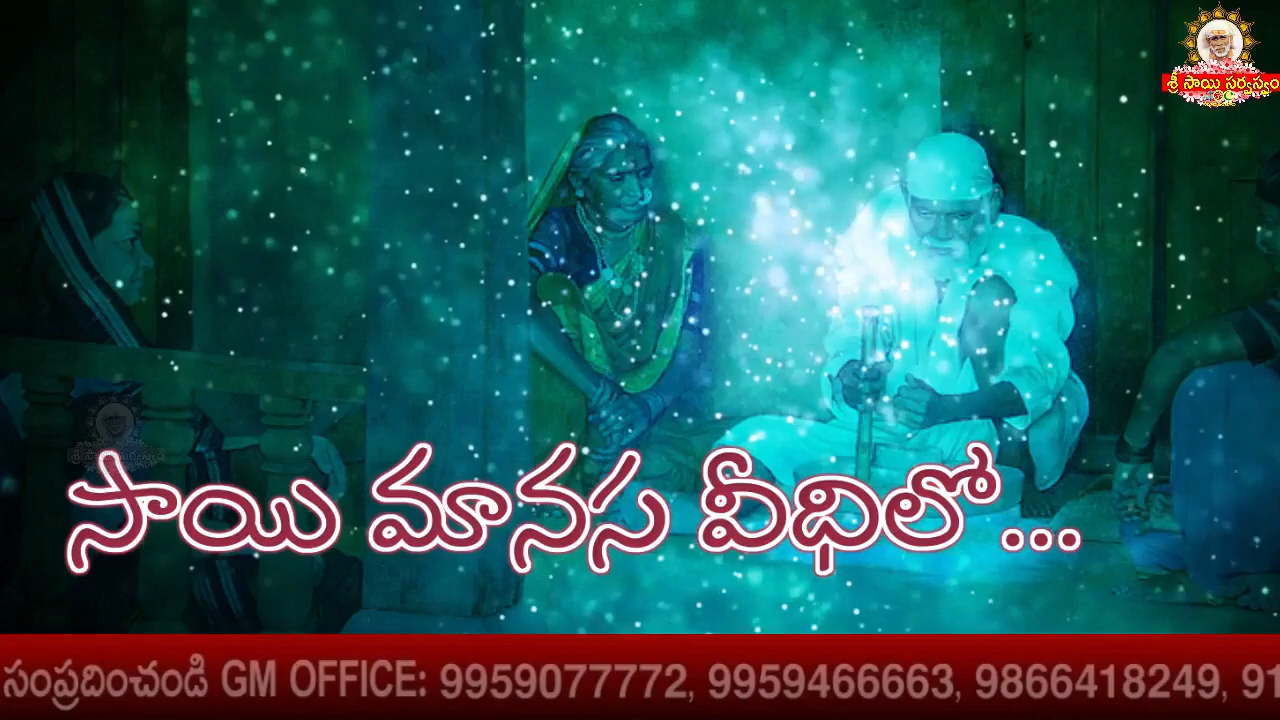 శ్రీ సాయి సర్వస్వం
సాయి మానస వీధిలో...
సంప్రదించండి GM OFFICE: 9959077772, 9959466663, 9866418249, 91